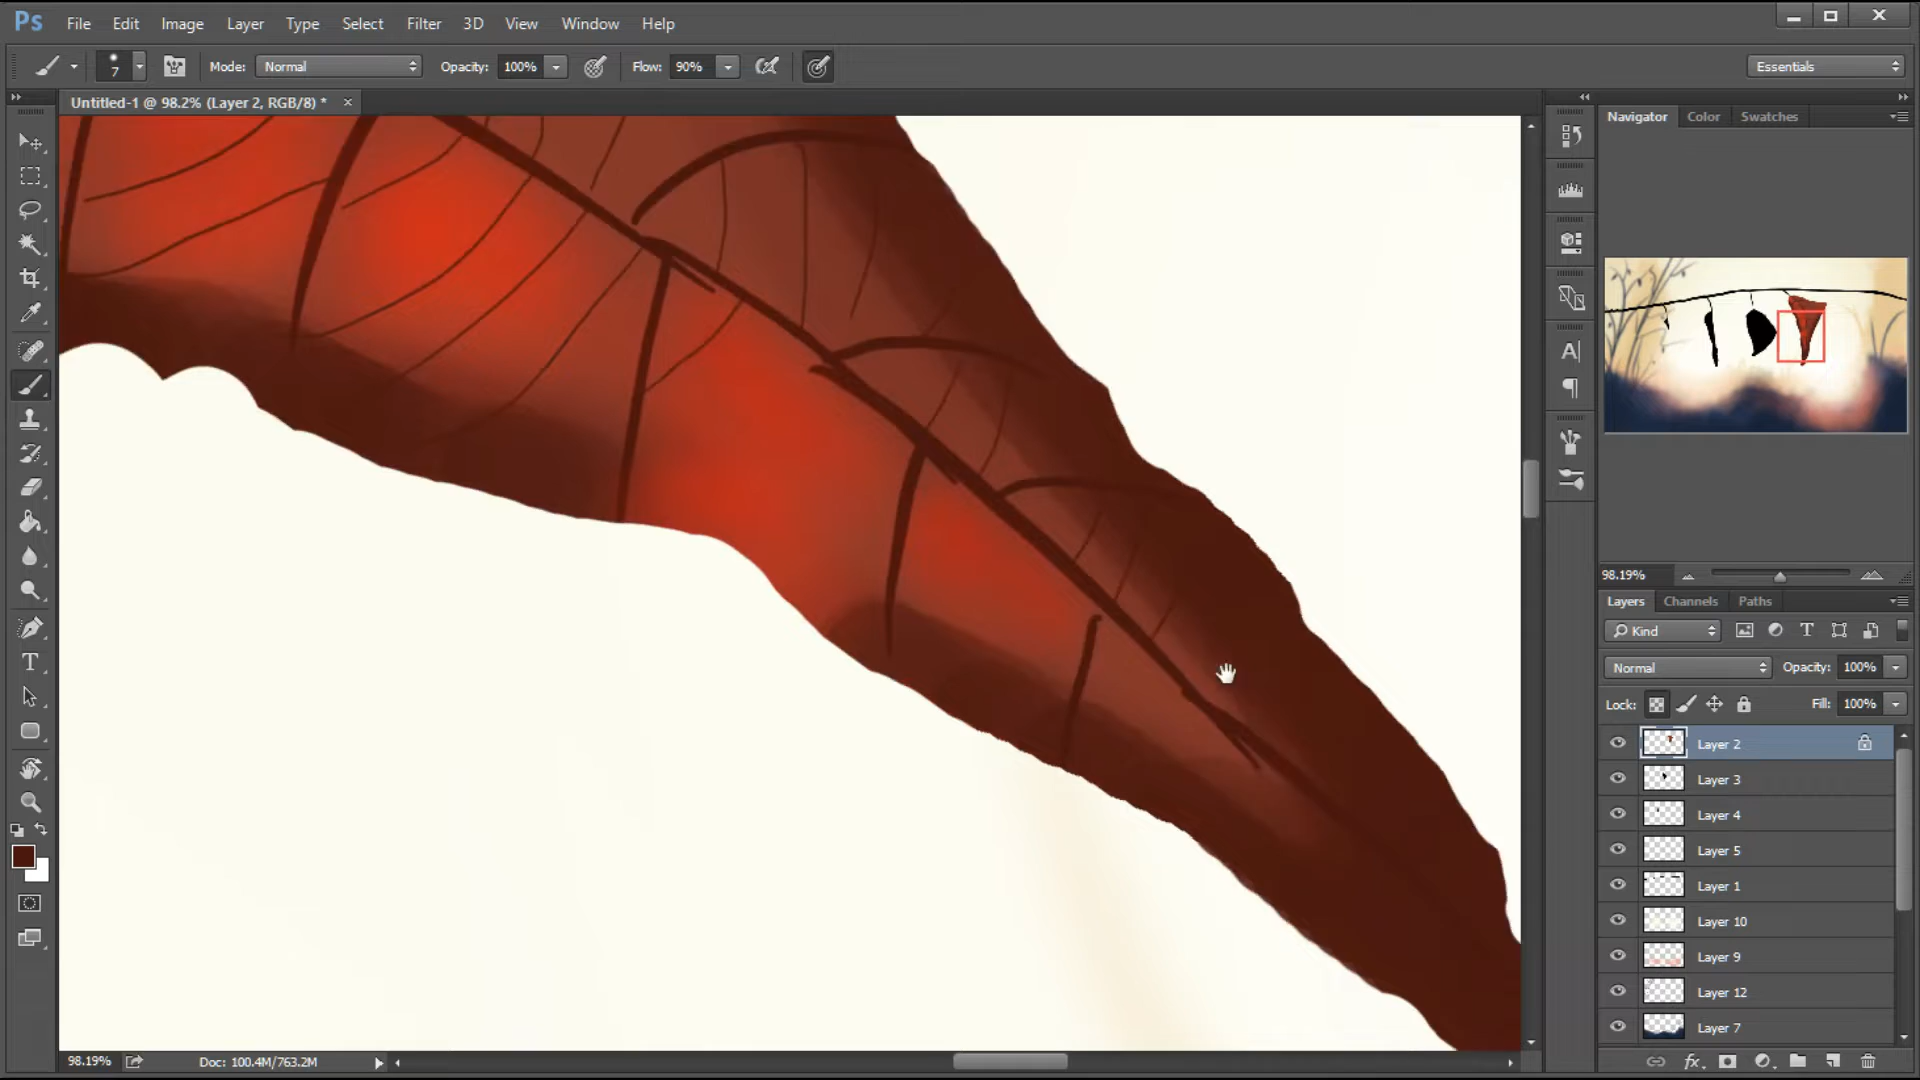 Ps File Edit Image Layer Type Select Filter 3D View Window Help
7 Mode: Normal Opacity: 100% Flow: 90% Essentials
Untitled-1 @ 98.2% (Layer 2, RGB/8) *
Navigator Color Swatches
98.19%
Layers Channels Paths
Kind
Normal Opacity: 100%
Lock: Fill: 100%
Layer 2
Layer 3
Layer 4
Layer 5
Layer 1
Layer 10
Layer 9
Layer 12
Layer 7
fx
98.19% Doc: 100.4M/763.2M